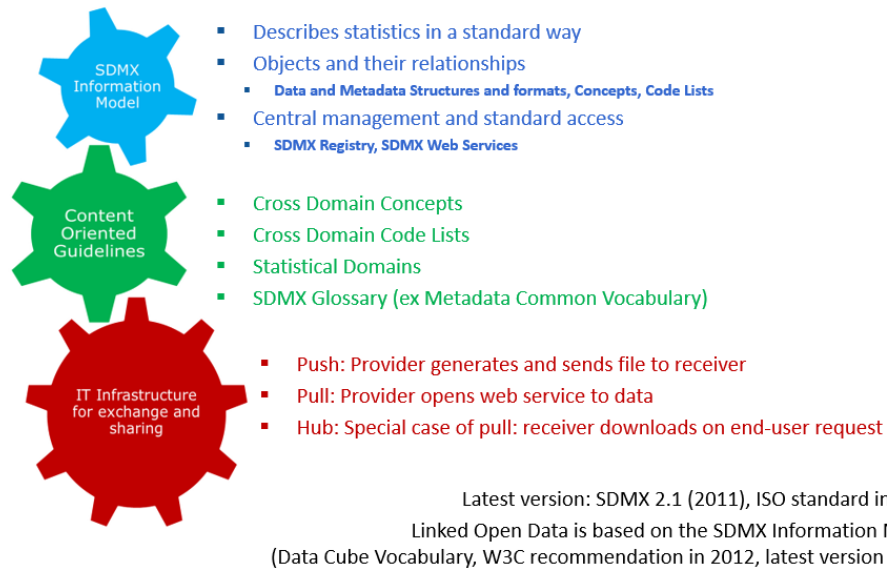 SDMX
Information
Model
Describes statistics in a standard way
Objects and their relationships
Data and Metadata Structures and formats, Concepts, Code Lists
Central management and standard access
SDMX Registry, SDMX Web Services
Content
Oriented
Guidelines
Cross Domain Concepts
Cross Domain Code Lists
Statistical Domains
SDMX Glossary (ex Metadata Common Vocabulary)
IT Infrastructure
for exchange and
sharing
Push: Provider generates and sends file to receiver
Pull: Provider opens web service to data
Hub: Special case of pull: receiver downloads on end-user request
Latest version: SDMX 2.1 (2011), ISO standard in
Linked Open Data is based on the SDMX Information
(Data Cube Vocabulary, W3C recommendation in 2012, latest version